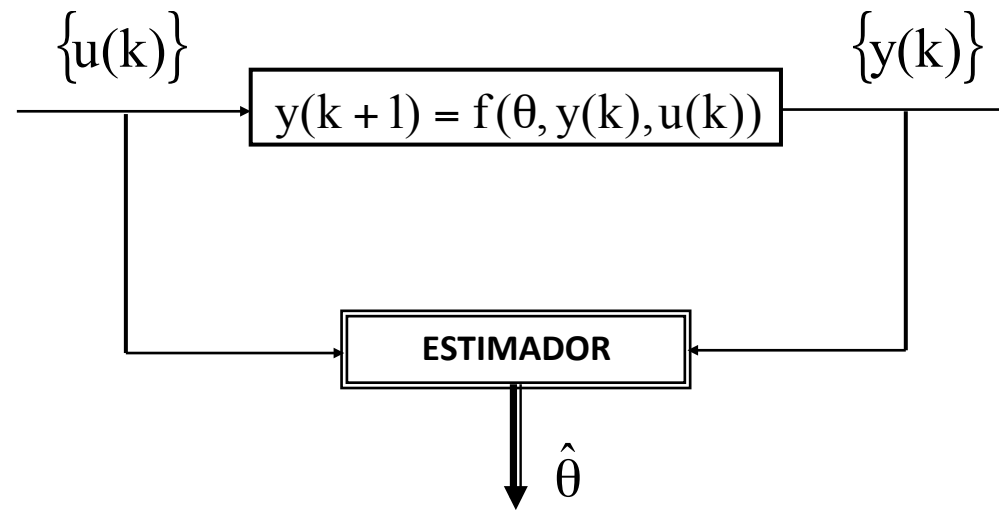 {u(k)}
{y(k)}
y(k + 1) = f(θ, y(k), u(k))
ESTIMADOR
θ̂